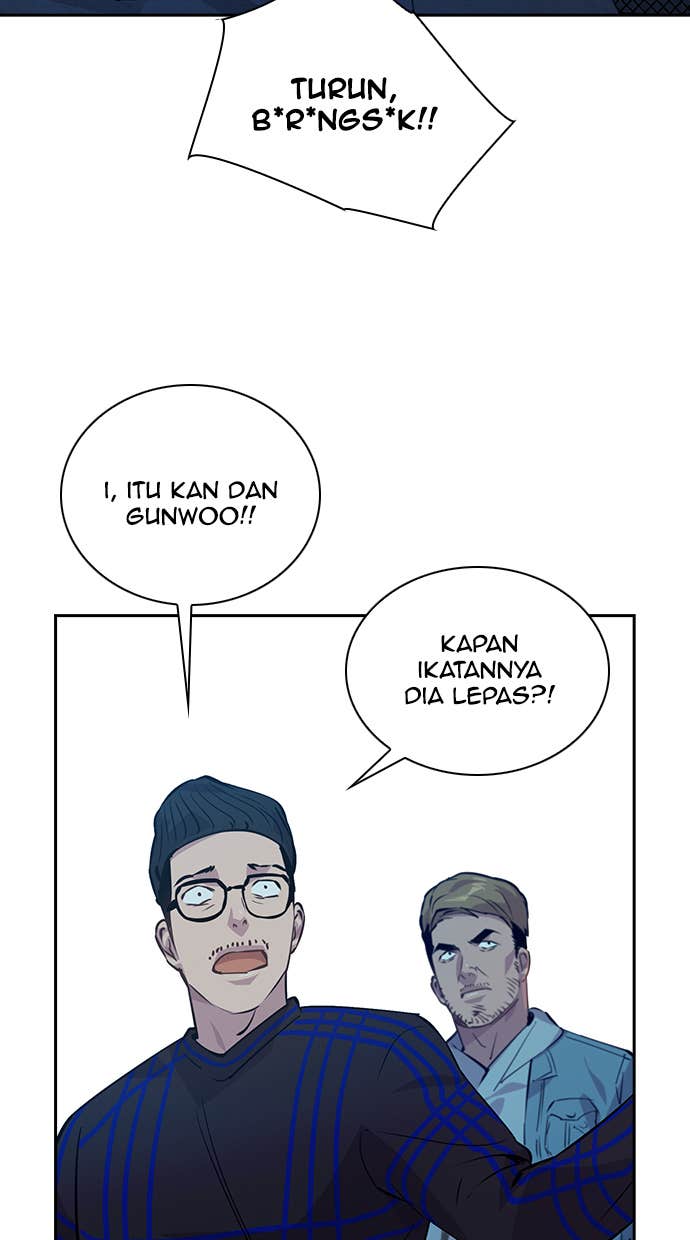 TURUN,
B*R*NGS*K!!
I, ITU KAN DAN
GUNWOO!!
KAPAN
IKATANNYA
DIA LEPAS?!